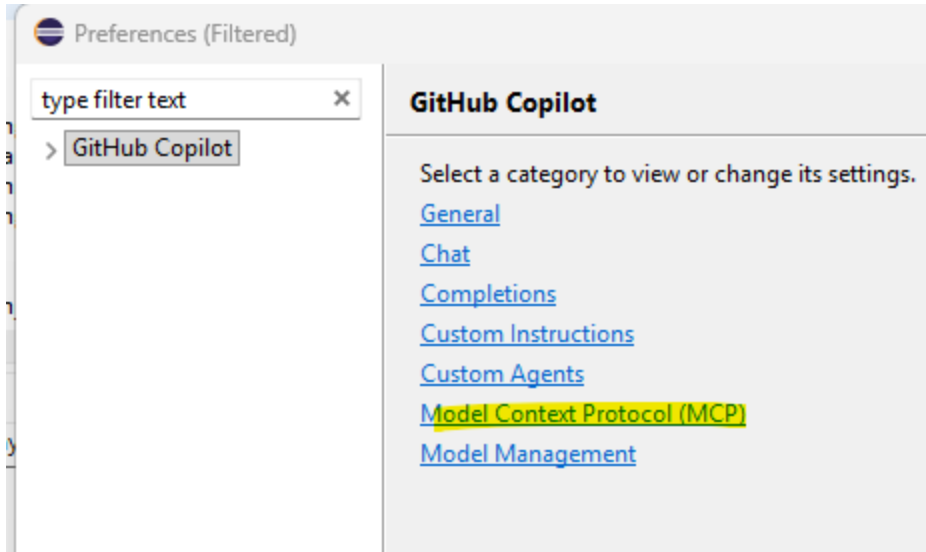 Preferences (Filtered)
type filter text
GitHub Copilot
GitHub Copilot
Select a category to view or change its settings.
General
Chat
Completions
Custom Instructions
Custom Agents
Model Context Protocol (MCP)
Model Management